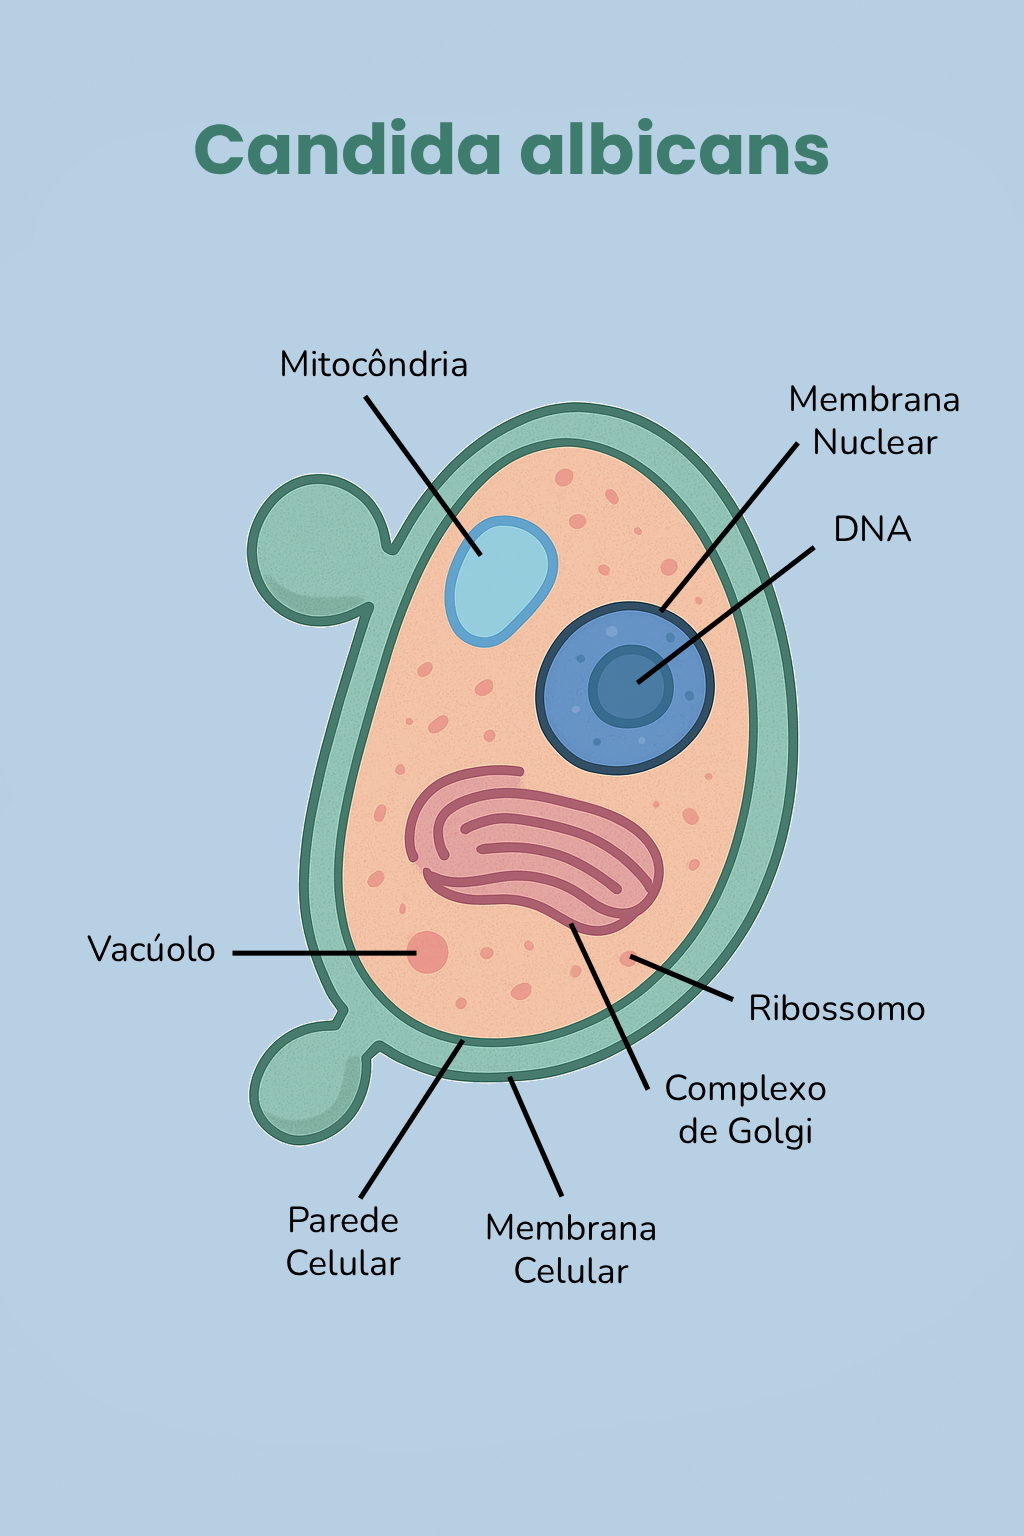 Candida albicans
Mitocôndria
Membrana
Nuclear
DNA
Vacúolo
Ribossomo
Complexo
de Golgi
Parede
Celular
Membrana
Celular